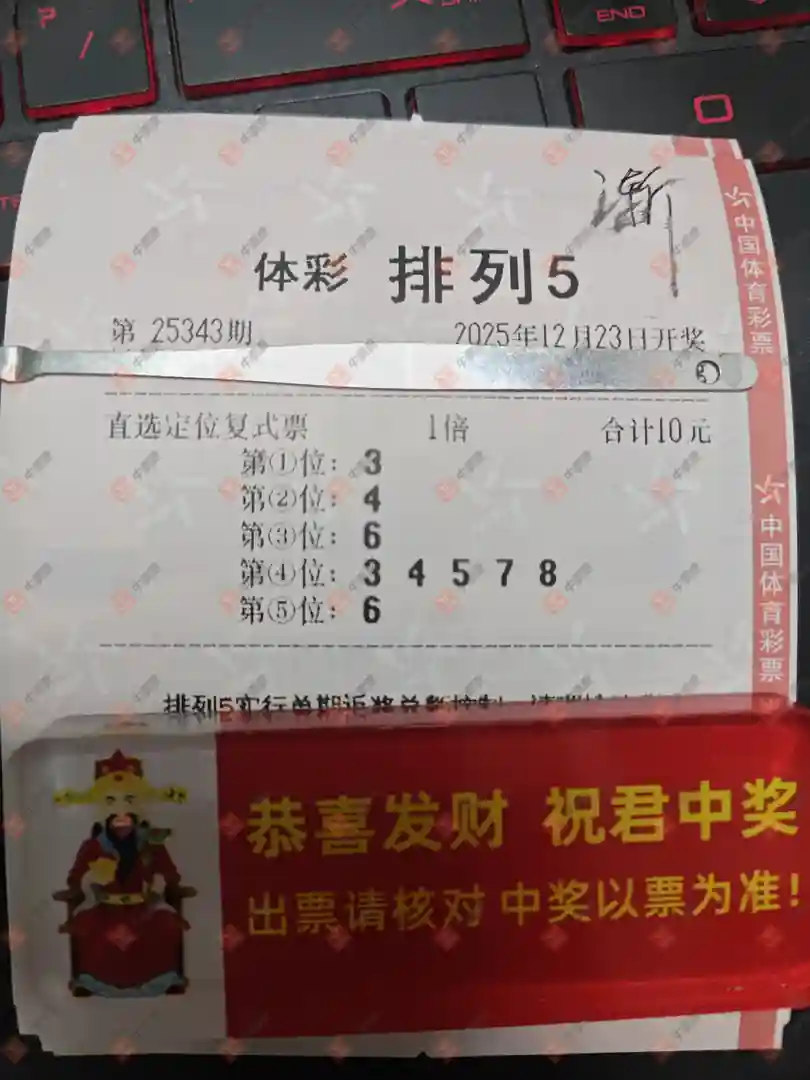 P
/
END
渐
体彩 排列5
第 25343期 2025年12月23日开奖
直选定位复式票 1倍 合计10元
第①位: 3
第②位: 4
第③位: 6
第④位: 3 4 5 7 8
第⑤位: 6
中国体育彩票
中国体育彩票
恭喜发财 祝君中奖
出票请核对 中奖以票为准!